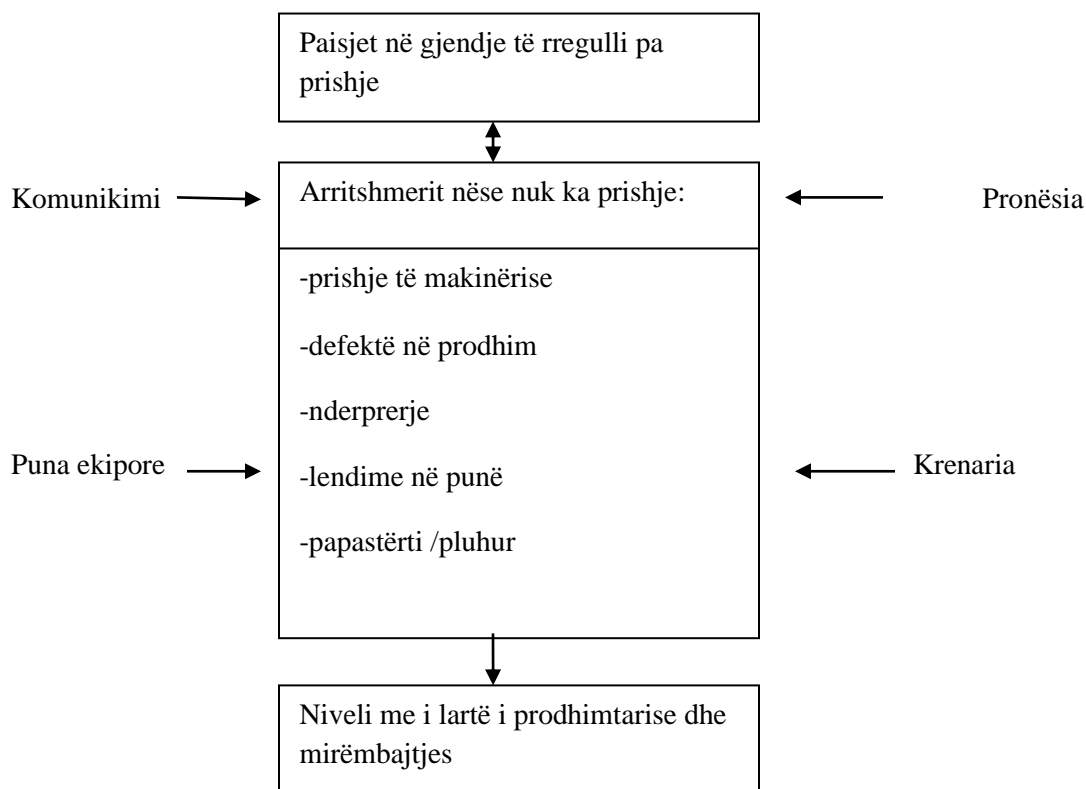 Paisjet në gjendje të rregulli pa
prishje
Komunikimi
Arritshmerit nëse nuk ka prishje:
Pronësia
-prishje të makinërise
-defektë në prodhim
-nderprerje
Puna ekipore
-lendime në punë
Krenaria
-papastërti /pluhur
Niveli me i lartë i prodhimtarise dhe
mirëmbajtjes